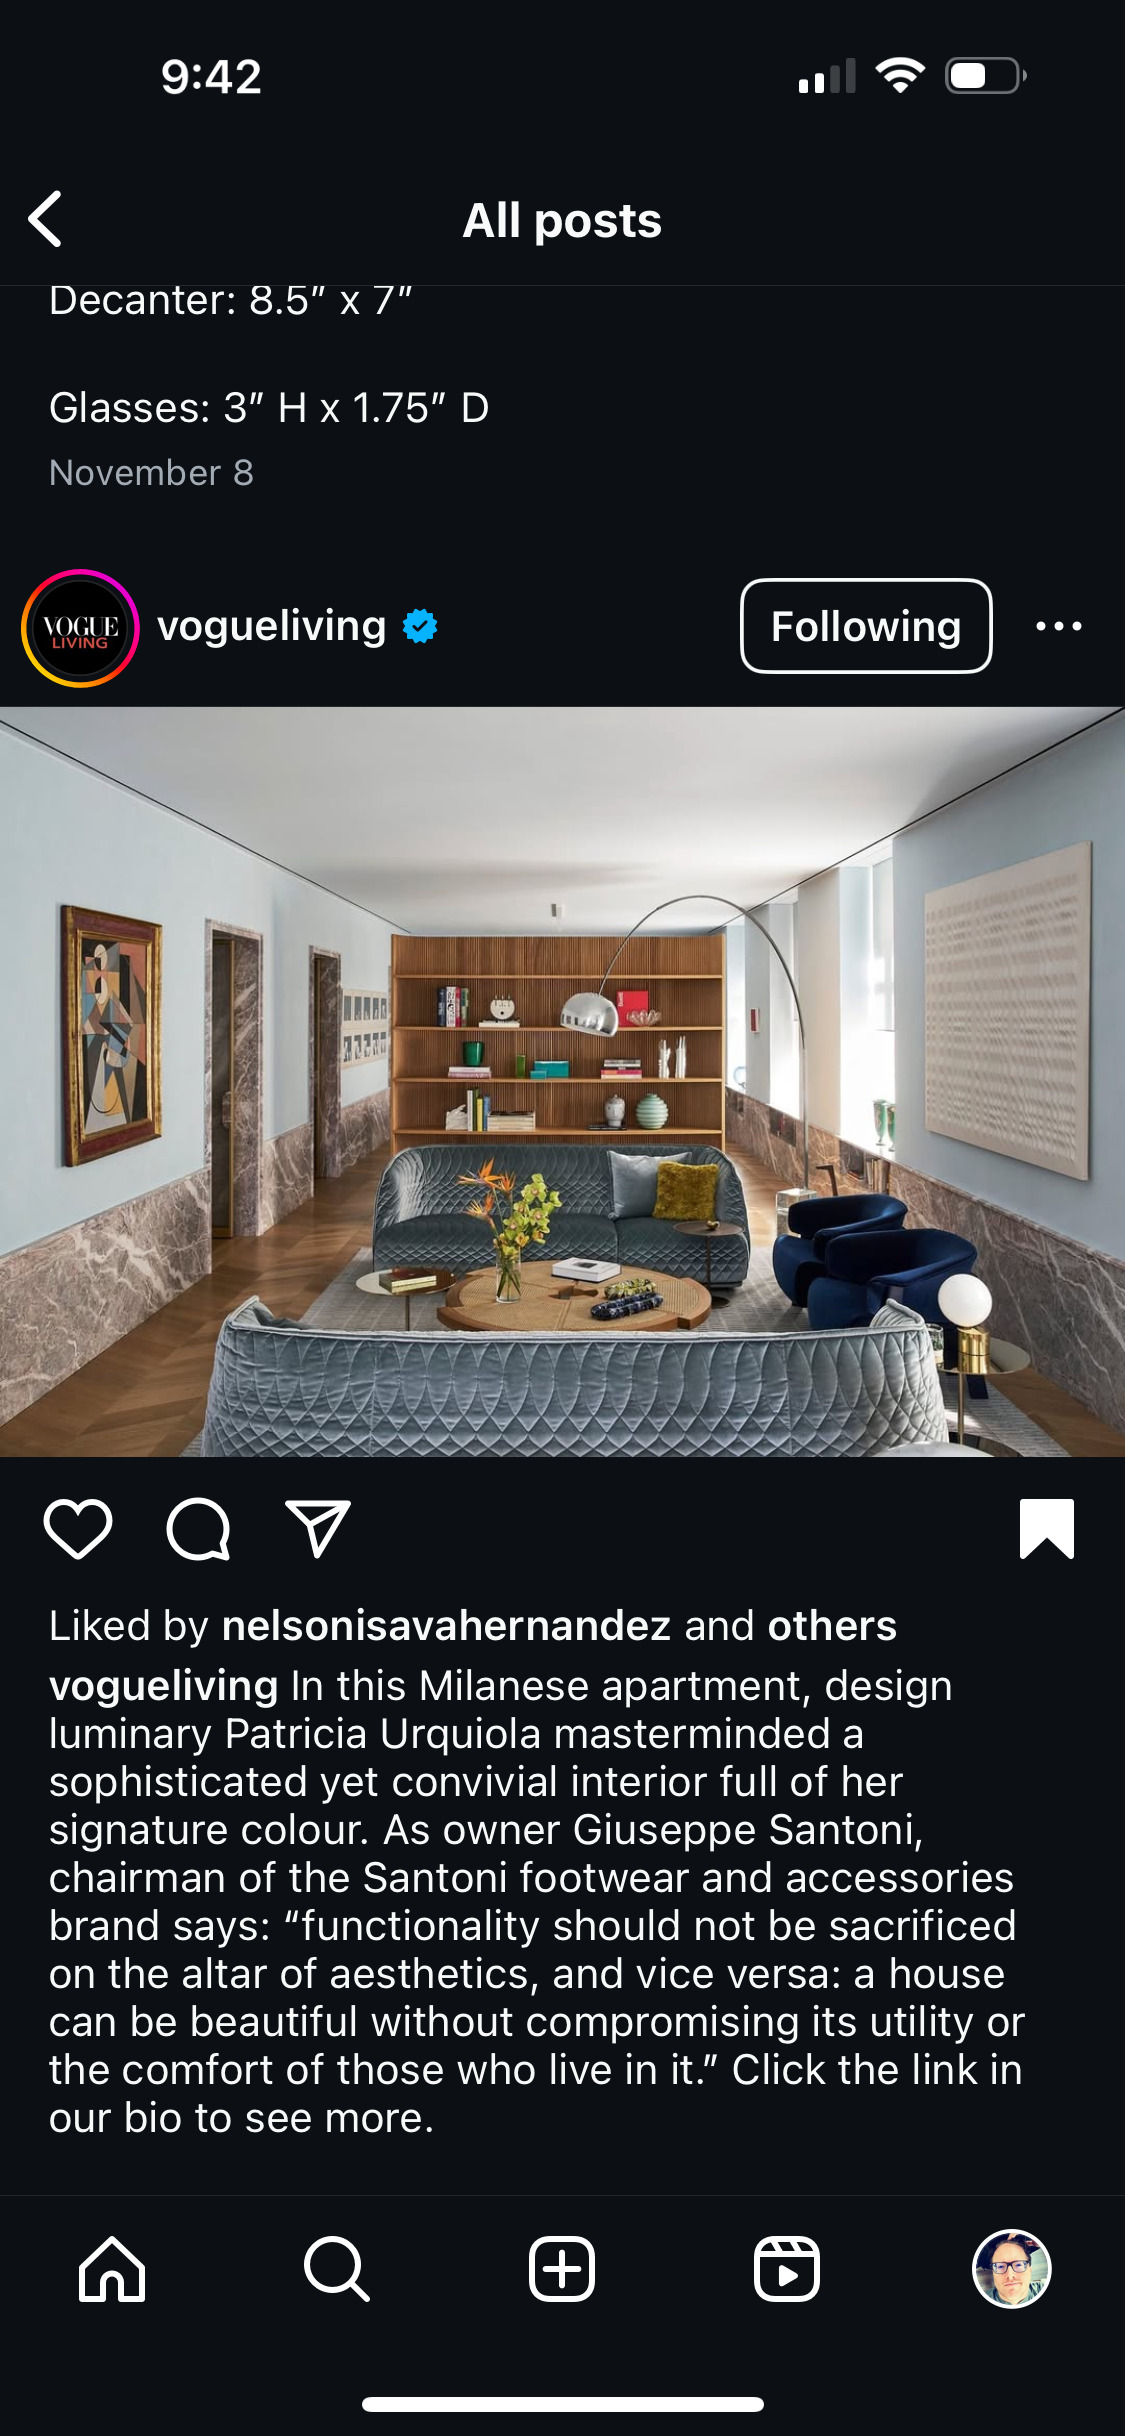 9:42
All posts
Decanter: 8.5” x 7”
Glasses: 3” H x 1.75” D
November 8
VOGUE
LIVING
vogueliving
Following
Liked by nelsonisavahernandez and others
vogueliving In this Milanese apartment, design
luminary Patricia Urquiola masterminded a
sophisticated yet convivial interior full of her
signature colour. As owner Giuseppe Santoni,
chairman of the Santoni footwear and accessories
brand says: “functionality should not be sacrificed
on the altar of aesthetics, and vice versa: a house
can be beautiful without compromising its utility or
the comfort of those who live in it.” Click the link in
our bio to see more.